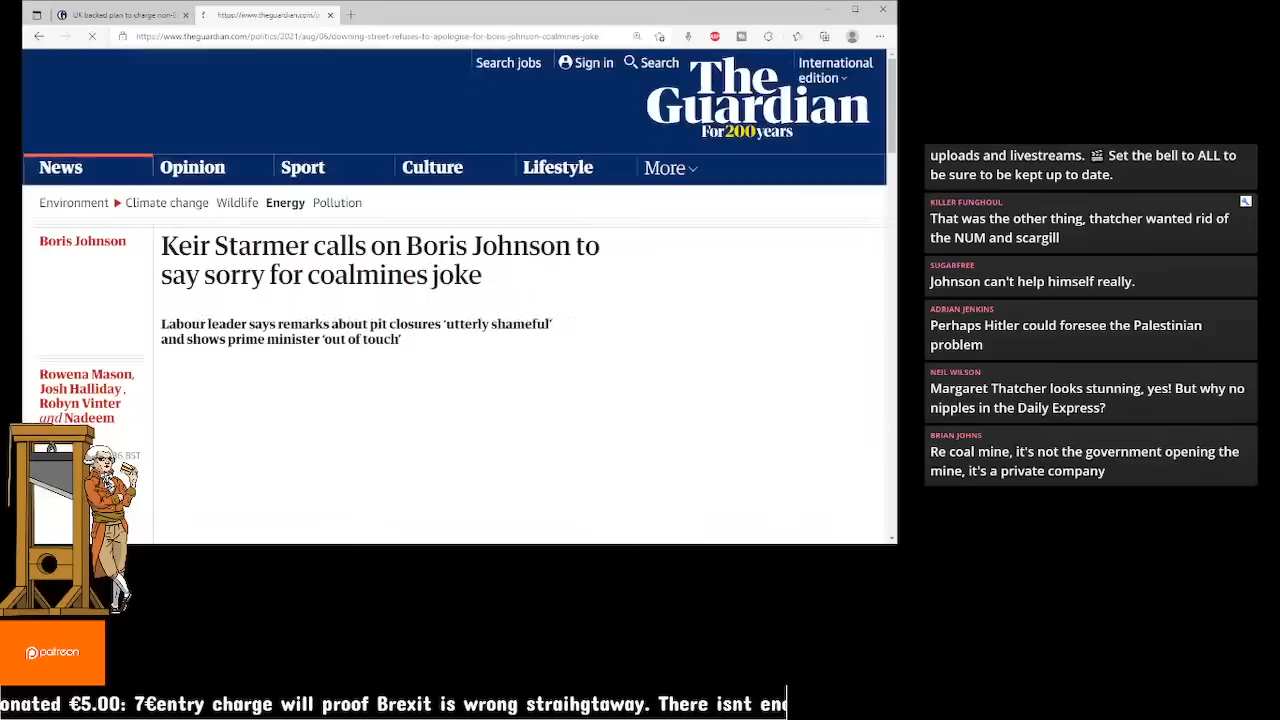 UK backed plan to charge non-E
https://www.theguardian.com/p
https://www.theguardian.com/politics/2021/aug/06/downing-street-refuses-to-apologise-for-boris-johnson-coalmines-joke
Search jobs
Sign in
Search
International
edition
The
Guardian
For 200 years
News
Opinion
Sport
Culture
Lifestyle
More
Environment
Climate change
Wildlife
Energy
Pollution
Boris Johnson
Keir Starmer calls on Boris Johnson to
say sorry for coalmines joke
Labour leader says remarks about pit closures ‘utterly shameful’
and shows prime minister ‘out of touch’
Rowena Mason,
Josh Halliday,
Robyn Vinter
and Nadeem
BST
patreon
uploads and livestreams. 🎬 Set the bell to ALL to
be sure to be kept up to date.
KILLER FUNGHOUL
That was the other thing, thatcher wanted rid of
the NUM and scargill
SUGARFREE
Johnson can't help himself really.
ADRIAN JENKINS
Perhaps Hitler could foresee the Palestinian
problem
NEIL WILSON
Margaret Thatcher looks stunning, yes! But why no
nipples in the Daily Express?
BRIAN JOHNS
Re coal mine, it's not the government opening the
mine, it's a private company
onated €5.00: 7€entry charge will proof Brexit is wrong straihgtaway. There isnt en